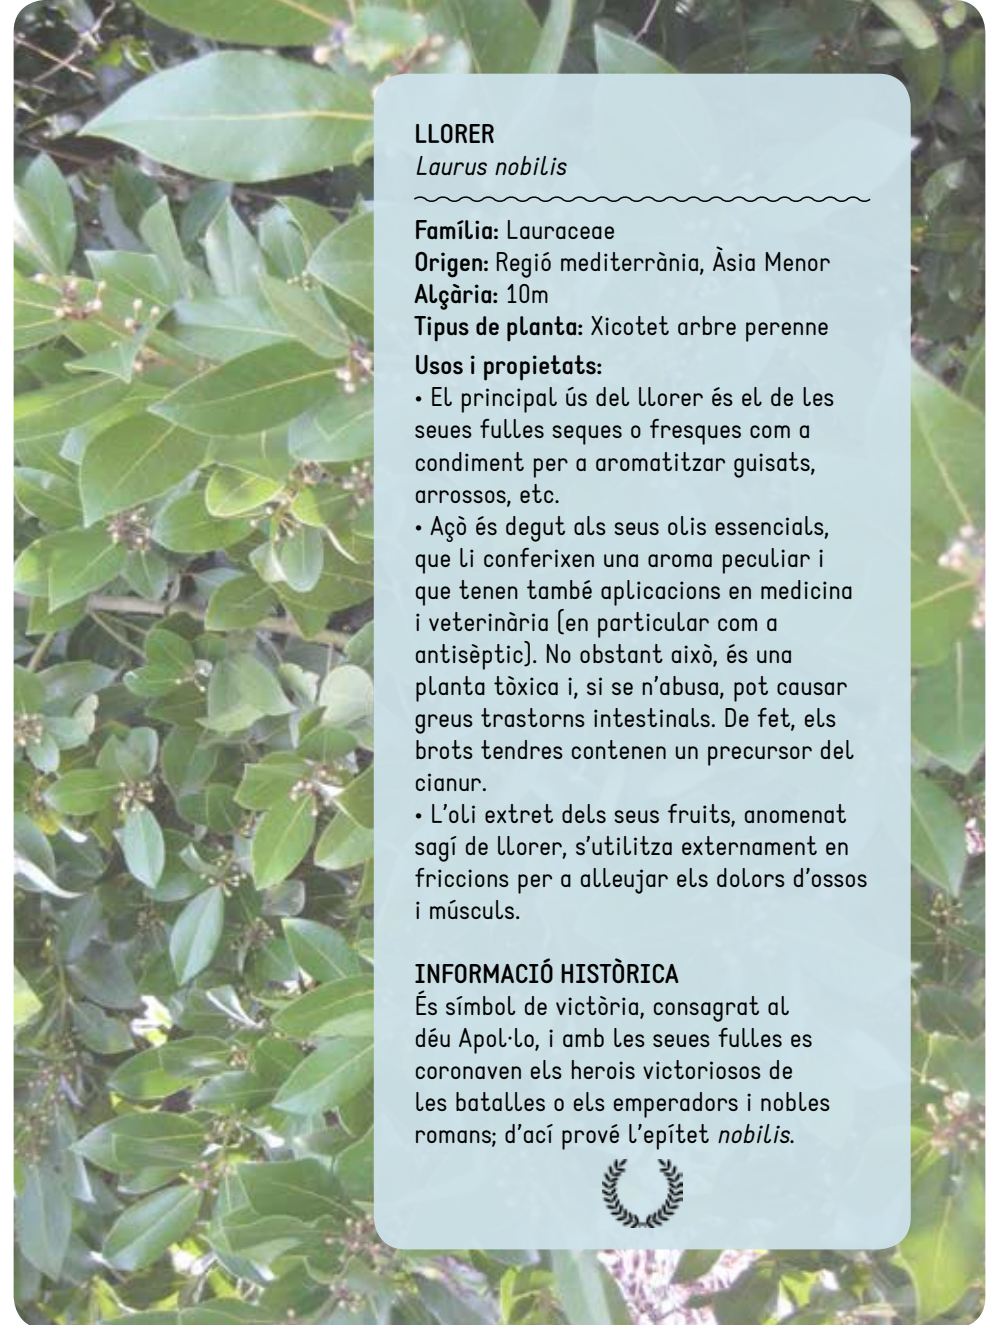 LLORER
Laurus nobilis
Família: Lauraceae
Origen: Regió mediterrània, Àsia Menor
Alçària: 10m
Tipus de planta: Xicotet arbre perenne
Usos i propietats:
• El principal ús del llorer és el de les
seues fulles seques o fresques com a
condiment per a aromatitzar guisats,
arrossos, etc.
• Açò és degut als seus olis essencials,
que li conferixen una aroma peculiar i
que tenen també aplicacions en medicina
i veterinària (en particular com a
antisèptic). No obstant això, és una
planta tòxica i, si se n'abusa, pot causar
greus trastorns intestinals. De fet, els
brots tendres contenen un precursor del
cianur.
• L'oli extret dels seus fruits, anomenat
sagí de llorer, s'utilitza externament en
friccions per a alleujar els dolors d'ossos
i músculs.
INFORMACIÓ HISTÒRICA
És símbol de victòria, consagrat al
déu Apol·lo, i amb les seues fulles es
coronaven els herois victoriosos de
les batalles o els emperadors i nobles
romans; d'ací prové l'epítet nobilis.